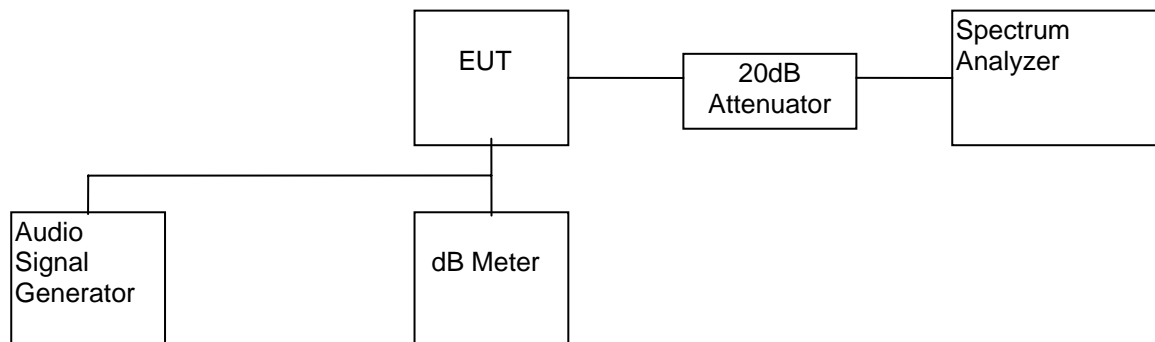 EUT
20dB
Attenuator
Spectrum
Analyzer
Audio
Signal
Generator
dB Meter